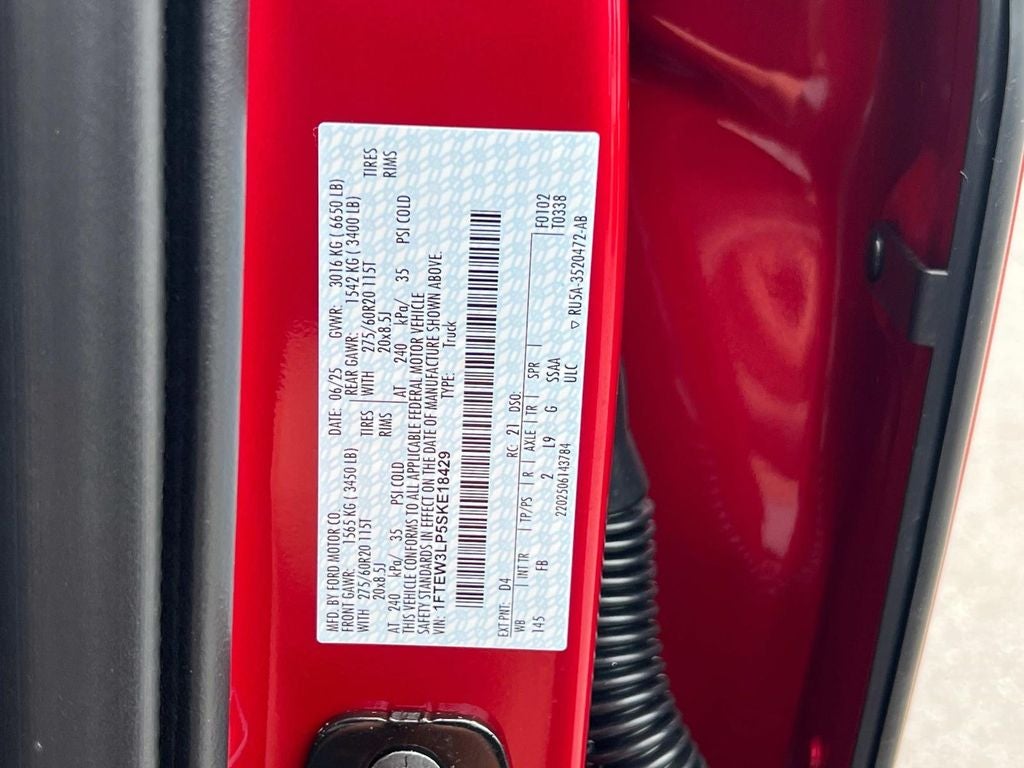 MFD. BY FORD MOTOR CO. DATE: 06/25 GVWR: 3016 KG ( 6650 LB)
FRONT GAWR: 1565 KG ( 3450 LB) REAR GAWR: 1542 KG ( 3400 LB)
WITH 275/60R20 115T TIRES WITH 275/60R20 115T TIRES
20x8.5J RIMS 20x8.5J RIMS
AT 240 kPa/ 35 PSI COLD AT 240 kPa/ 35 PSI COLD
THIS VEHICLE CONFORMS TO ALL APPLICABLE FEDERAL MOTOR VEHICLE
SAFETY STANDARDS IN EFFECT ON THE DATE OF MANUFACTURE SHOWN ABOVE.
VIN: 1FTEW3LP5SKE18429 TYPE: Truck
EXT PNT: D4 RC: 21 DSO: F0102
WB INT TR TP/PS R AXLE TR SPR T0338
145 FB 2 L9 G SSAA
2202506143784 ULC ▽ RU5A-3520472-AB